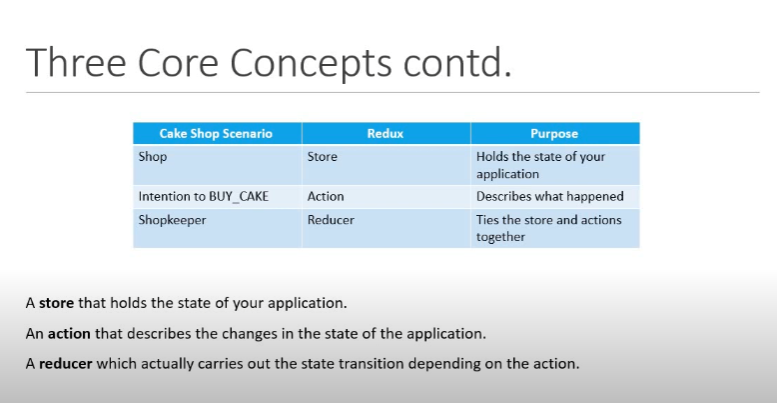 Three Core Concepts contd.
Cake Shop Scenario Redux Purpose
Shop Store Holds the state of your
application
Intention to BUY_CAKE Action Describes what happened
Shopkeeper Reducer Ties the store and actions
together
A store that holds the state of your application.
An action that describes the changes in the state of the application.
A reducer which actually carries out the state transition depending on the action.